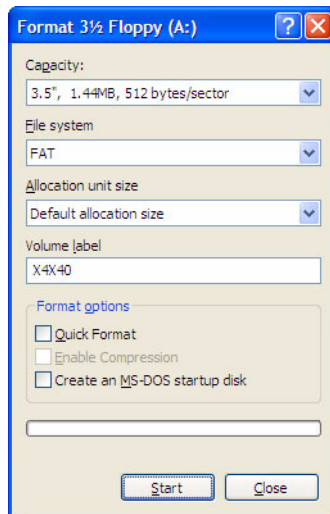 Format 3½ Floppy (A:)
Capacity:
3.5", 1.44MB, 512 bytes/sector
File system
FAT
Allocation unit size
Default allocation size
Volume label
X4X40
Format options
Quick Format
Enable Compression
Create an MS-DOS startup disk
Start Close